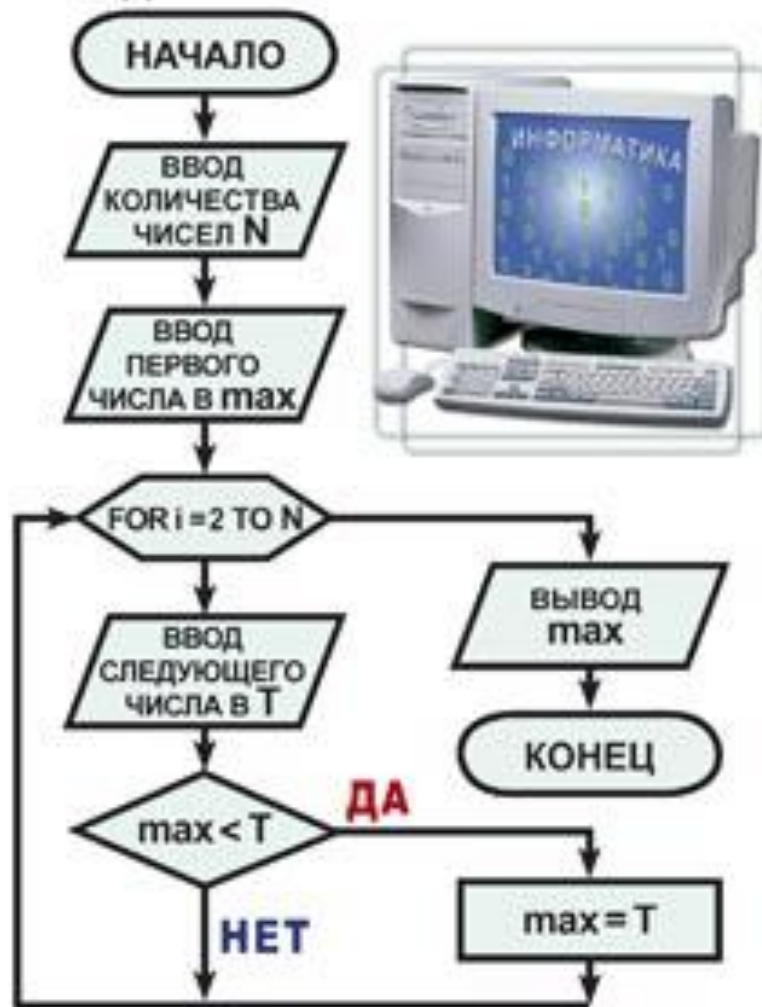 НАЧАЛО
ВВОД
КОЛИЧЕСТВА
ЧИСЕЛ N
ИНФОРМАТИКА
ВВОД
ПЕРВОГО
ЧИСЛА В max
FOR i = 2 TO N
ВВОД
СЛЕДУЮЩЕГО
ЧИСЛА В T
ВЫВОД
max
КОНЕЦ
max < T
ДА
НЕТ
max = T